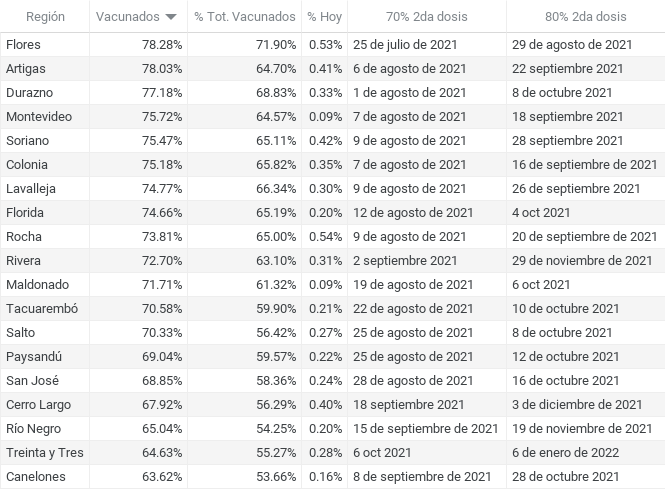 Región Vacunados % Tot. Vacunados % Hoy 70% 2da dosis 80% 2da dosis
Flores 78.28% 71.90% 0.53% 25 de julio de 2021 29 de agosto de 2021
Artigas 78.03% 64.70% 0.41% 6 de agosto de 2021 22 septiembre 2021
Durazno 77.18% 68.83% 0.33% 1 de agosto de 2021 8 de octubre 2021
Montevideo 75.72% 64.57% 0.09% 7 de agosto de 2021 18 septiembre 2021
Soriano 75.47% 65.11% 0.42% 9 de agosto de 2021 28 septiembre 2021
Colonia 75.18% 65.82% 0.35% 7 de agosto de 2021 16 de septiembre de 2021
Lavalleja 74.77% 66.34% 0.30% 9 de agosto de 2021 26 de septiembre 2021
Florida 74.66% 65.19% 0.20% 12 de agosto de 2021 4 oct 2021
Rocha 73.81% 65.00% 0.54% 9 de agosto de 2021 20 de septiembre de 2021
Rivera 72.70% 63.10% 0.31% 2 septiembre 2021 29 de noviembre de 2021
Maldonado 71.71% 61.32% 0.09% 19 de agosto de 2021 6 oct 2021
Tacuarembó 70.58% 59.90% 0.21% 22 de agosto de 2021 10 de octubre 2021
Salto 70.33% 56.42% 0.27% 25 de agosto de 2021 8 de octubre 2021
Paysandú 69.04% 59.57% 0.22% 25 de agosto de 2021 12 de octubre 2021
San José 68.85% 58.36% 0.24% 28 de agosto de 2021 16 de octubre 2021
Cerro Largo 67.92% 56.29% 0.40% 18 septiembre 2021 3 de diciembre de 2021
Río Negro 65.04% 54.25% 0.20% 15 de septiembre de 2021 19 de noviembre de 2021
Treinta y Tres 64.63% 55.27% 0.28% 6 oct 2021 6 de enero de 2022
Canelones 63.62% 53.66% 0.16% 8 de septiembre de 2021 28 de octubre 2021